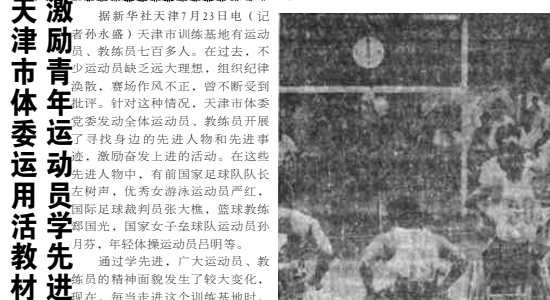 激励青年运动员学先进
天津市体委运用活教材
据新华社天津7月23日电（记
者孙永盛）天津市训练基地有运动
员、教练员七百多人。在过去，不
少运动员缺乏远大理想，组织纪律
涣散，赛场作风不正，曾不断受到
批评。针对这种情况，天津市体委
党委发动全体运动员、教练员开展
了寻找身边的先进人物和先进事
迹，激励奋发上进的活动。在这些
先进人物中，有前国家足球队队长
左树声，优秀女游泳运动员严红，
国际足球裁判员张大樵，篮球教练
郄国光，国家女子垒球队运动员孙
月芬，年轻体操运动员吕明等。
通过学先进，广大运动员、教
练员的精神面貌发生了较大变化，
现在，每当走进这个训练基地时，